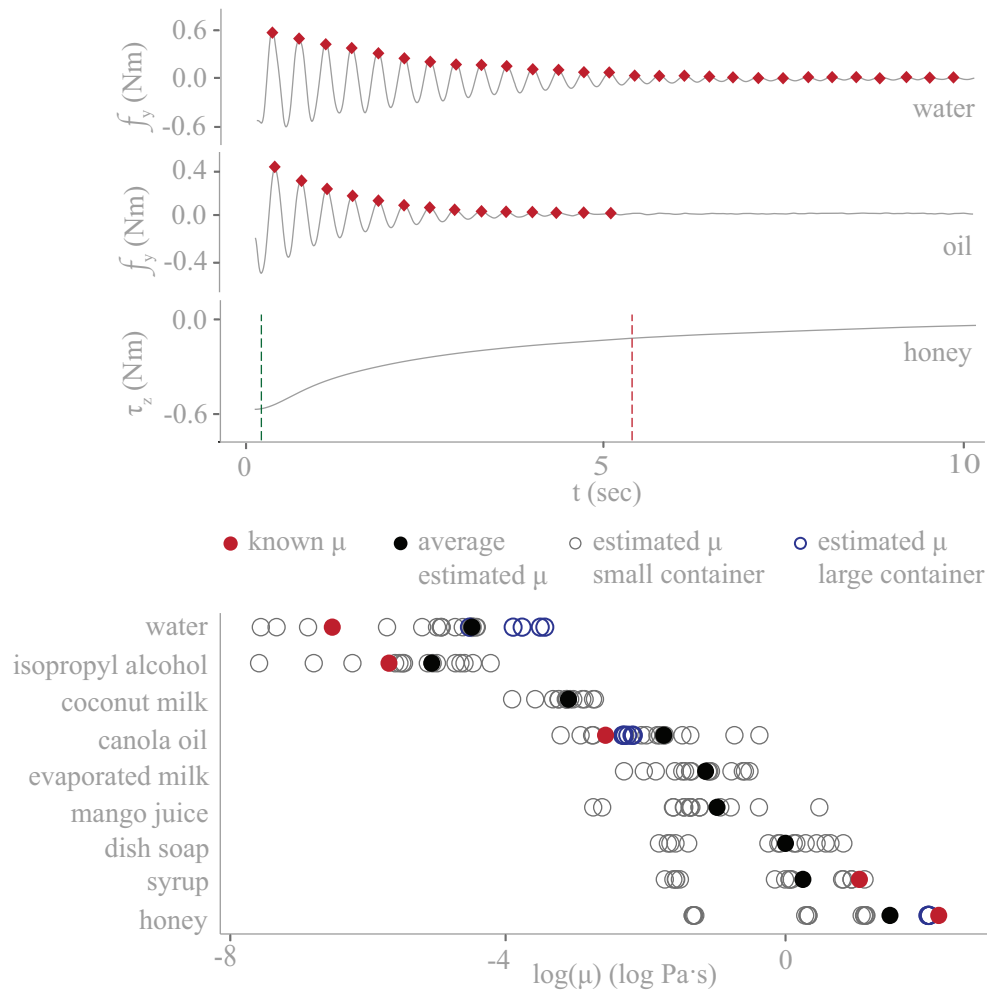 0.6
f_y (Nm)
0.0
-0.6
water
0.4
f_y (Nm)
0.0
-0.4
oil
0.0
τ_z (Nm)
-0.6
honey
0 5 10
t (sec)
known μ average estimated μ estimated μ
estimated μ small container large container
water
isopropyl alcohol
coconut milk
canola oil
evaporated milk
mango juice
dish soap
syrup
honey
-8 -4 0
log(μ) (log Pa·s)